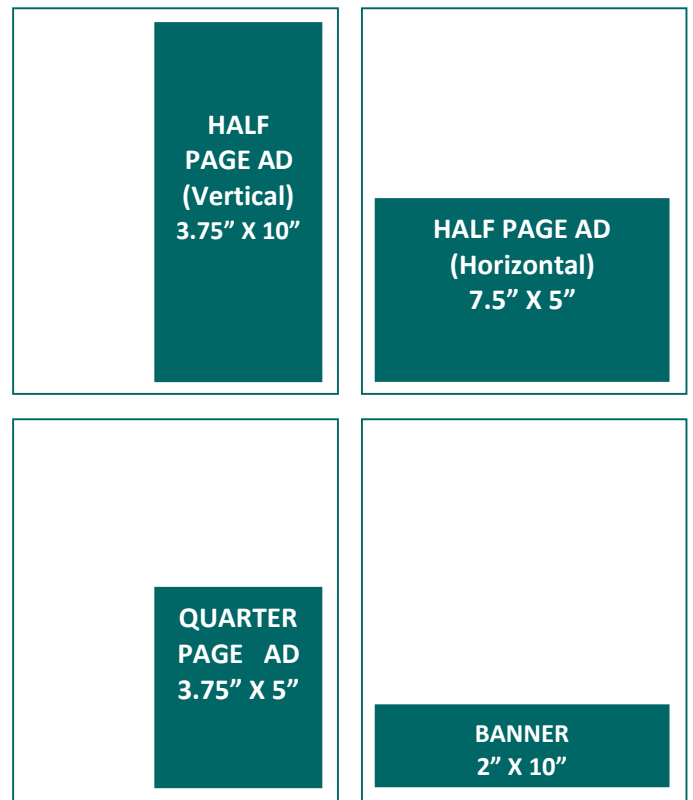 HALF
PAGE AD
(Vertical)
3.75” X 10”
HALF PAGE AD
(Horizontal)
7.5” X 5”
QUARTER
PAGE AD
3.75” X 5”
BANNER
2” X 10”